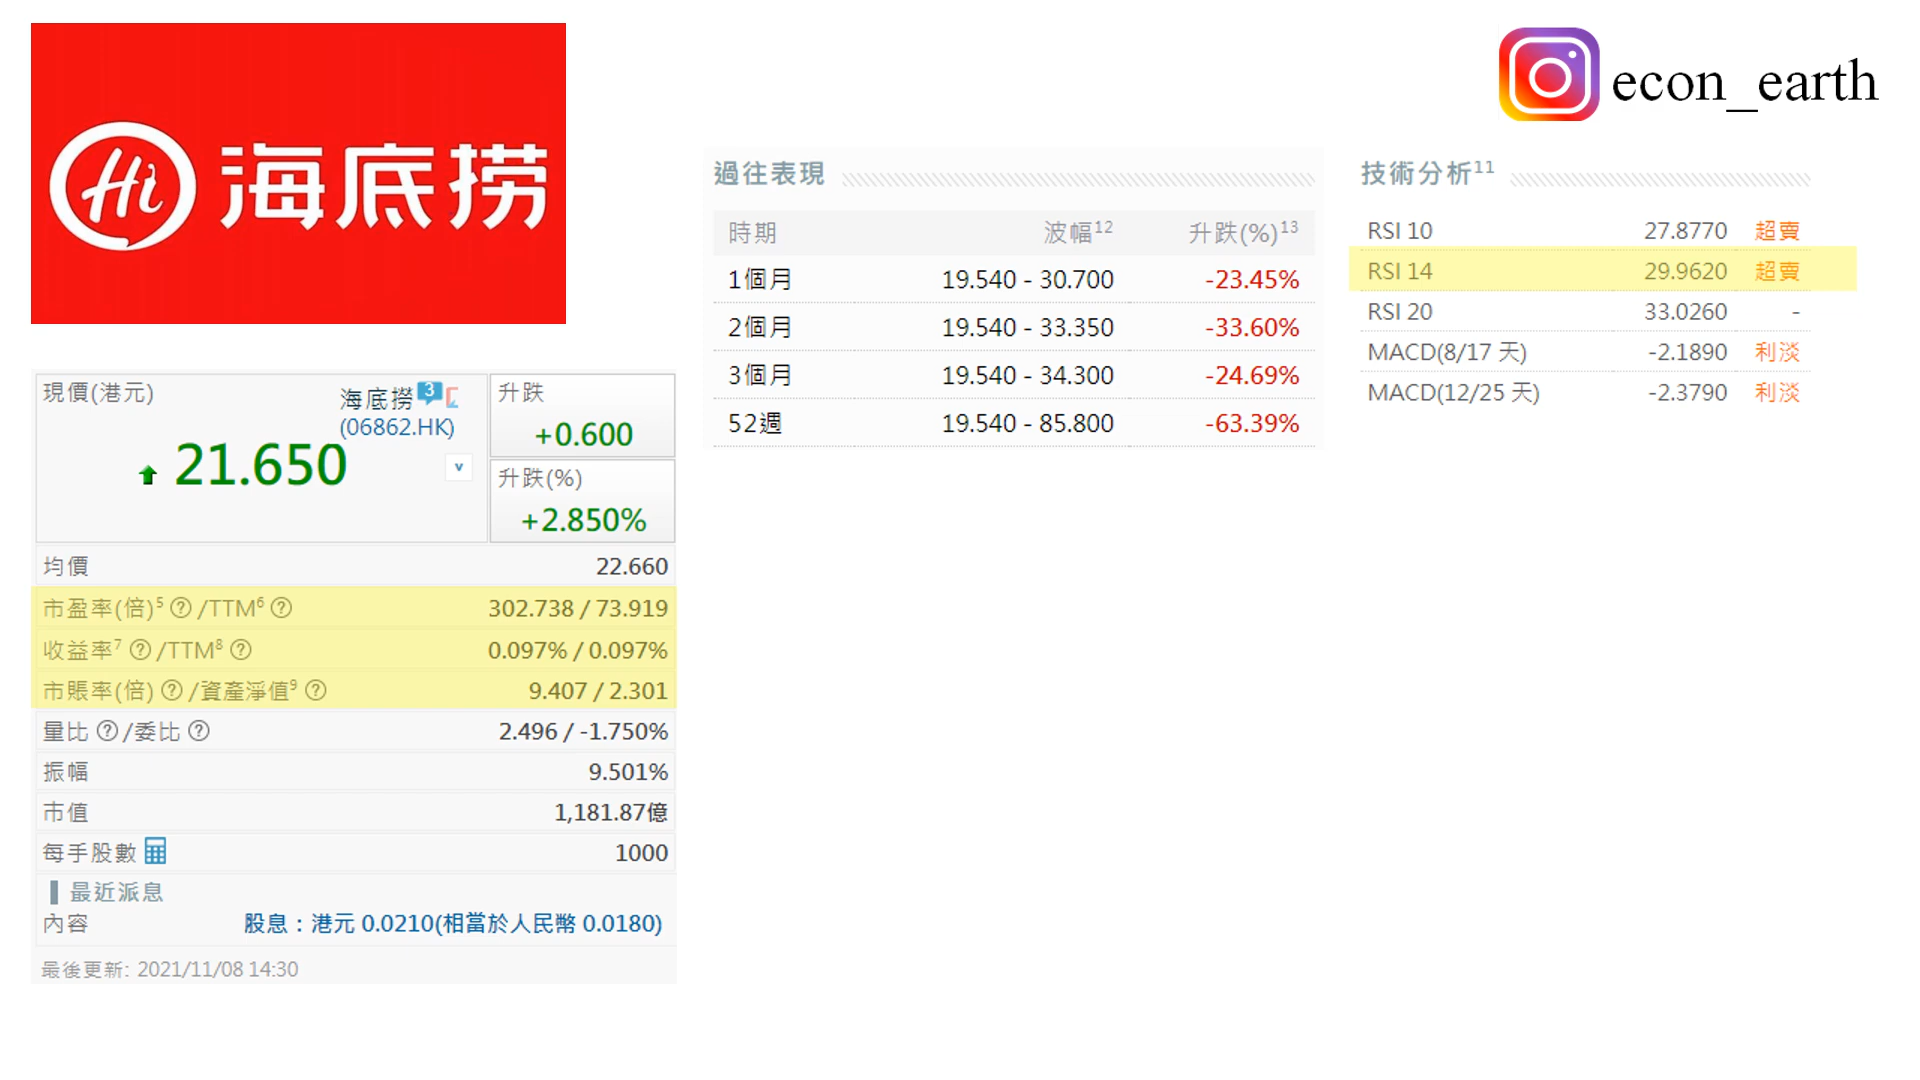 Hi 海底捞
econ_earth
現價(港元)
海底撈 3
(06862.HK)
21.650
升跌
+0.600
升跌(%)
+2.850%
均價 22.660
市盈率(倍)5 ? /TTM6 ? 302.738 / 73.919
收益率7 ? /TTM8 ? 0.097% / 0.097%
市賬率(倍) ? /資產淨值9 ? 9.407 / 2.301
量比 ? /委比 ? 2.496 / -1.750%
振幅 9.501%
市值 1,181.87億
每手股數 1000
最近派息
內容 股息：港元 0.0210(相當於人民幣 0.0180)
最後更新: 2021/11/08 14:30
過往表現
時期 波幅12 升跌(%)13
1個月 19.540 - 30.700 -23.45%
2個月 19.540 - 33.350 -33.60%
3個月 19.540 - 34.300 -24.69%
52週 19.540 - 85.800 -63.39%
技術分析11
RSI 10 27.8770 超賣
RSI 14 29.9620 超賣
RSI 20 33.0260 -
MACD(8/17 天) -2.1890 利淡
MACD(12/25 天) -2.3790 利淡